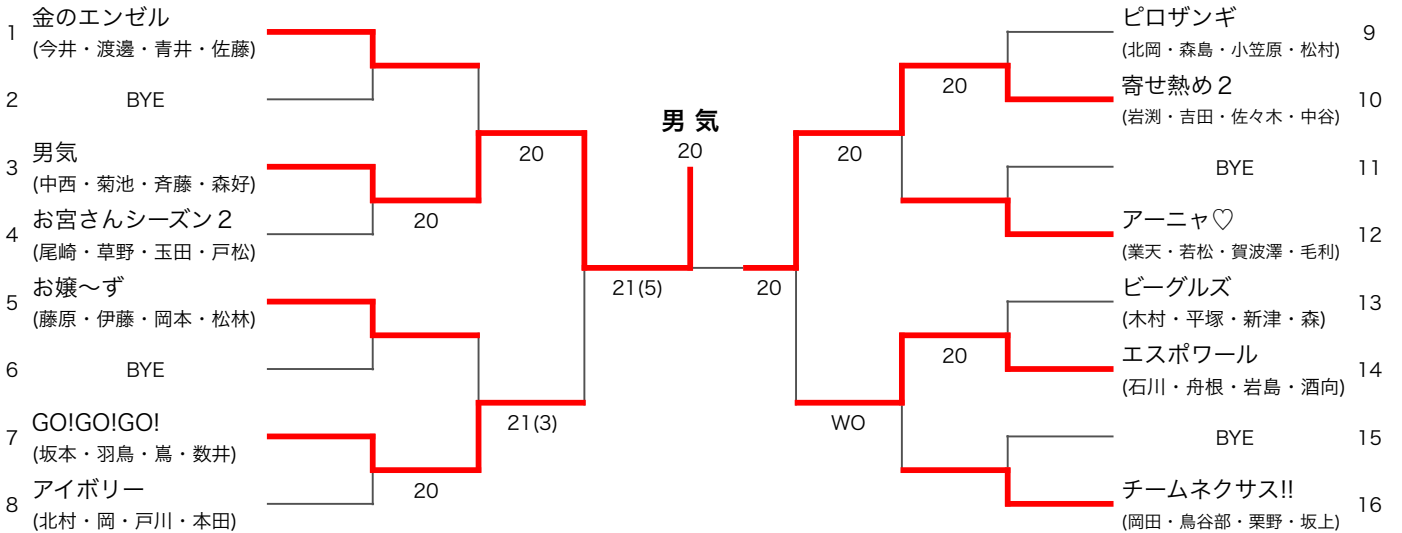 1
金のエンゼル
(今井・渡邊・青井・佐藤)
2
BYE
3
男気
(中西・菊池・斉藤・森好)
4
お宮さんシーズン２
(尾崎・草野・玉田・戸松)
5
お嬢〜ず
(藤原・伊藤・岡本・松林)
6
BYE
7
GO!GO!GO!
(坂本・羽鳥・嶌・数井)
8
アイボリー
(北村・岡・戸川・本田)
20
20
20
21(3)
21(5)
男 気
20
20
20
WO
20
20
ピロザンギ
(北岡・森島・小笠原・松村)
9
寄せ熱め２
(岩渕・吉田・佐々木・中谷)
10
BYE
11
アーニャ♡
(業天・若松・賀波澤・毛利)
12
ビーグルズ
(木村・平塚・新津・森)
13
エスポワール
(石川・舟根・岩島・酒向)
14
BYE
15
チームネクサス!!
(岡田・鳥谷部・栗野・坂上)
16